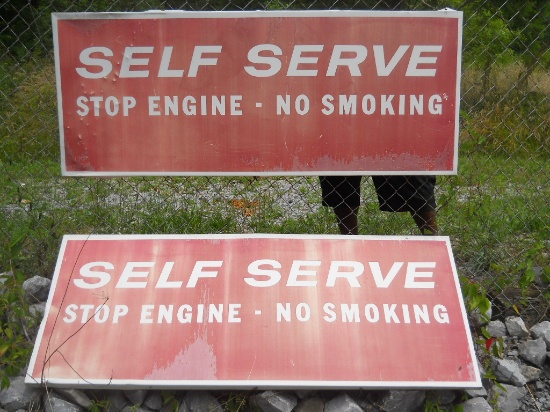 SELF SERVE
STOP ENGINE - NO SMOKING
SELF SERVE
STOP ENGINE - NO SMOKING